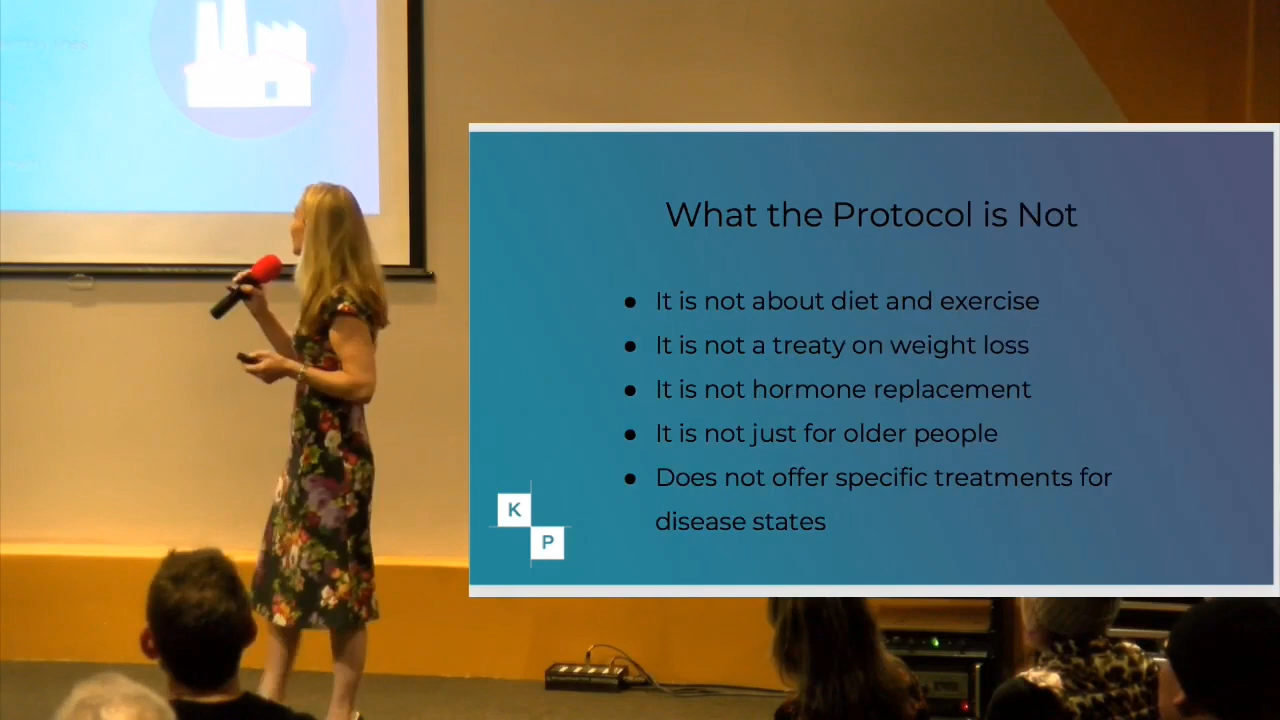 What the Protocol is Not
● It is not about diet and exercise
● It is not a treaty on weight loss
● It is not hormone replacement
● It is not just for older people
● Does not offer specific treatments for
disease states
K
P